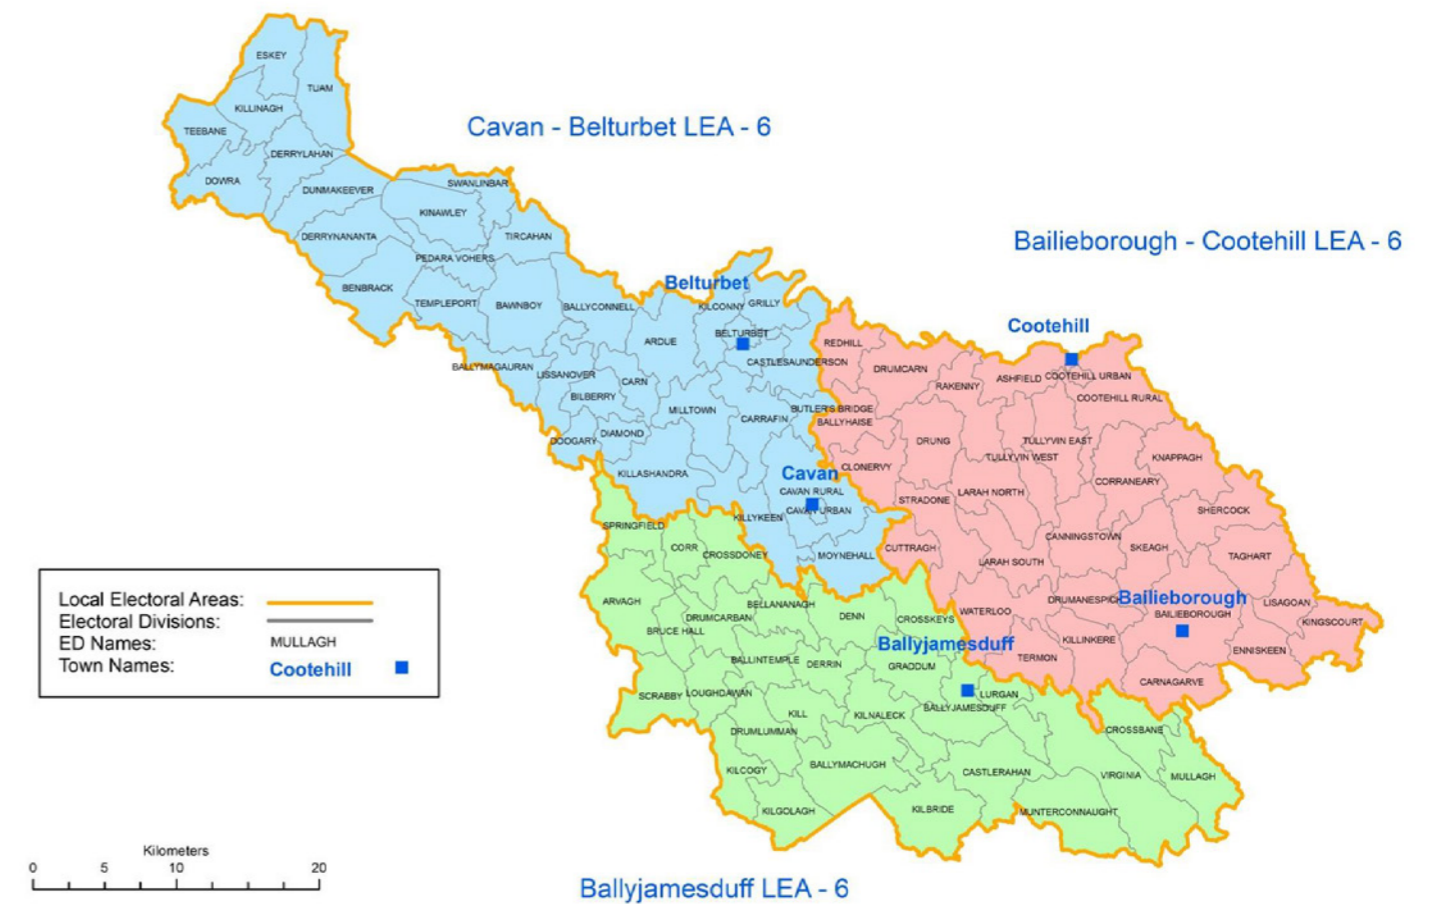 ESKEY
TUAM
KILLINAGH
TEEBANE
Cavan - Belturbet LEA - 6
DERRYLAHAN
DOWRA
DUNMAKEEVER
SWANLINBAR
KINAWLEY
DERRYNANANTA
TIRCAHAN
Bailieborough - Cootehill LEA - 6
PEDARA VOHERS
BENBRACK
Belturbet
TEMPLEPORT
BAWNBOY
BALLYCONNELL
KILCONNY
GRILLY
Cootehill
BELTURBET
ARDUE
REDHILL
CASTLESAUNDERSON
DRUMCARN
BALLYMAGAURAN
LISSANOVER
CARN
RAKENNY
ASHFIELD
COOTEHILL URBAN
BILBERRY
COOTEHILL RURAL
MILLTOWN
BUTLER'S BRIDGE
CARRAFIN
BALLYHAISE
DOOGARY
DIAMOND
DRUNG
TULLYVIN EAST
TULLYVIN WEST
KNAPPAGH
KILLASHANDRA
Cavan
CLONERVY
CORRANEARY
CAVAN RURAL
LARAH NORTH
STRADONE
CAVAN URBAN
SHERCOCK
KILLYKEEN
SPRINGFIELD
CANNINGSTOWN
CORR
CROSSDONEY
MOYNEHALL
CUTTRAGH
SKEAGH
TAGHART
LARAH SOUTH
ARVAGH
BELLANANAGH
DRUMANESPICK
Bailieborough
LISAGOAN
DRUMCARBAN
DENN
CROSSKEYS
WATERLOO
BAILIEBOROUGH
KINGSCOURT
BRUCE HALL
Ballyjamesduff
KILLINKERE
ENNISKEEN
BALLINTEMPLE
DERRIN
GRADDUM
TERMON
CARNAGARVE
SCRABBY
LOUGHDAWAN
LURGAN
BALLYJAMESDUFF
KILL
KILNALECK
DRUMLUMMAN
CROSSBANE
KILCOGY
BALLYMACHUGH
CASTLERAHAN
VIRGINIA
MULLAGH
KILGOLAGH
KILBRIDE
MUNTERCONNAUGHT
Local Electoral Areas:
Electoral Divisions:
ED Names: MULLAGH
Town Names: Cootehill
Kilometers
0 5 10 20
Ballyjamesduff LEA - 6